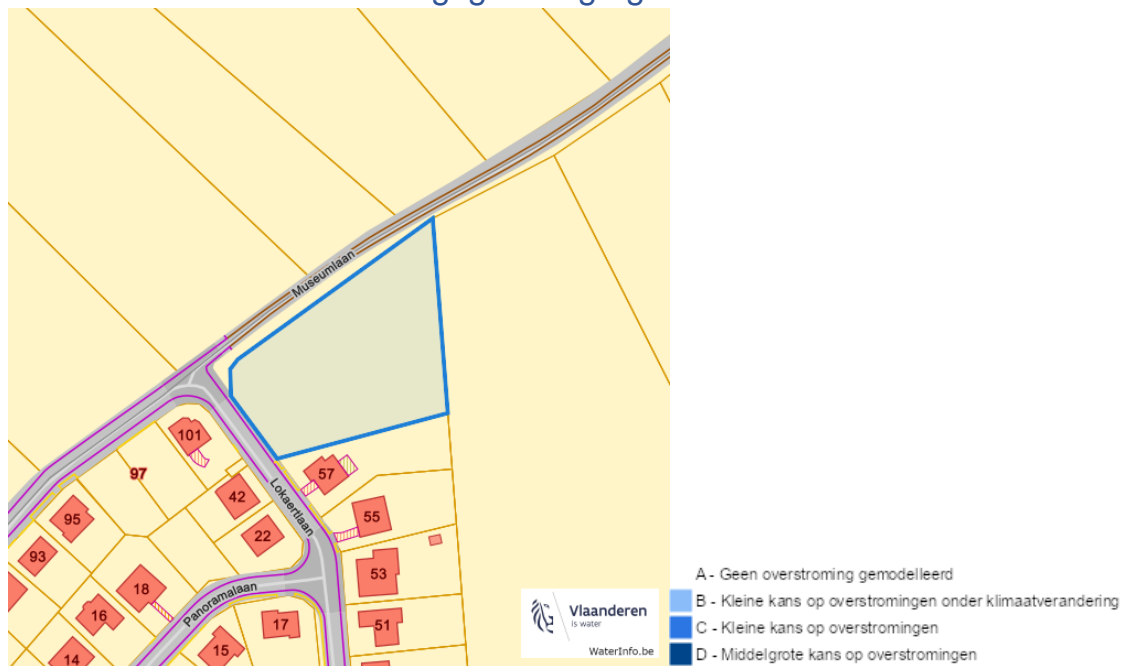 Museumlaan
101
97
57
42
Lokaertlaan
95
55
22
93
53
18
Panoramalaan
16
17
51
15
14
Vlaanderen
is water
WaterInfo.be
A - Geen overstroming gemodelleerd
B - Kleine kans op overstromingen onder klimaatverandering
C - Kleine kans op overstromingen
D - Middelgrote kans op overstromingen